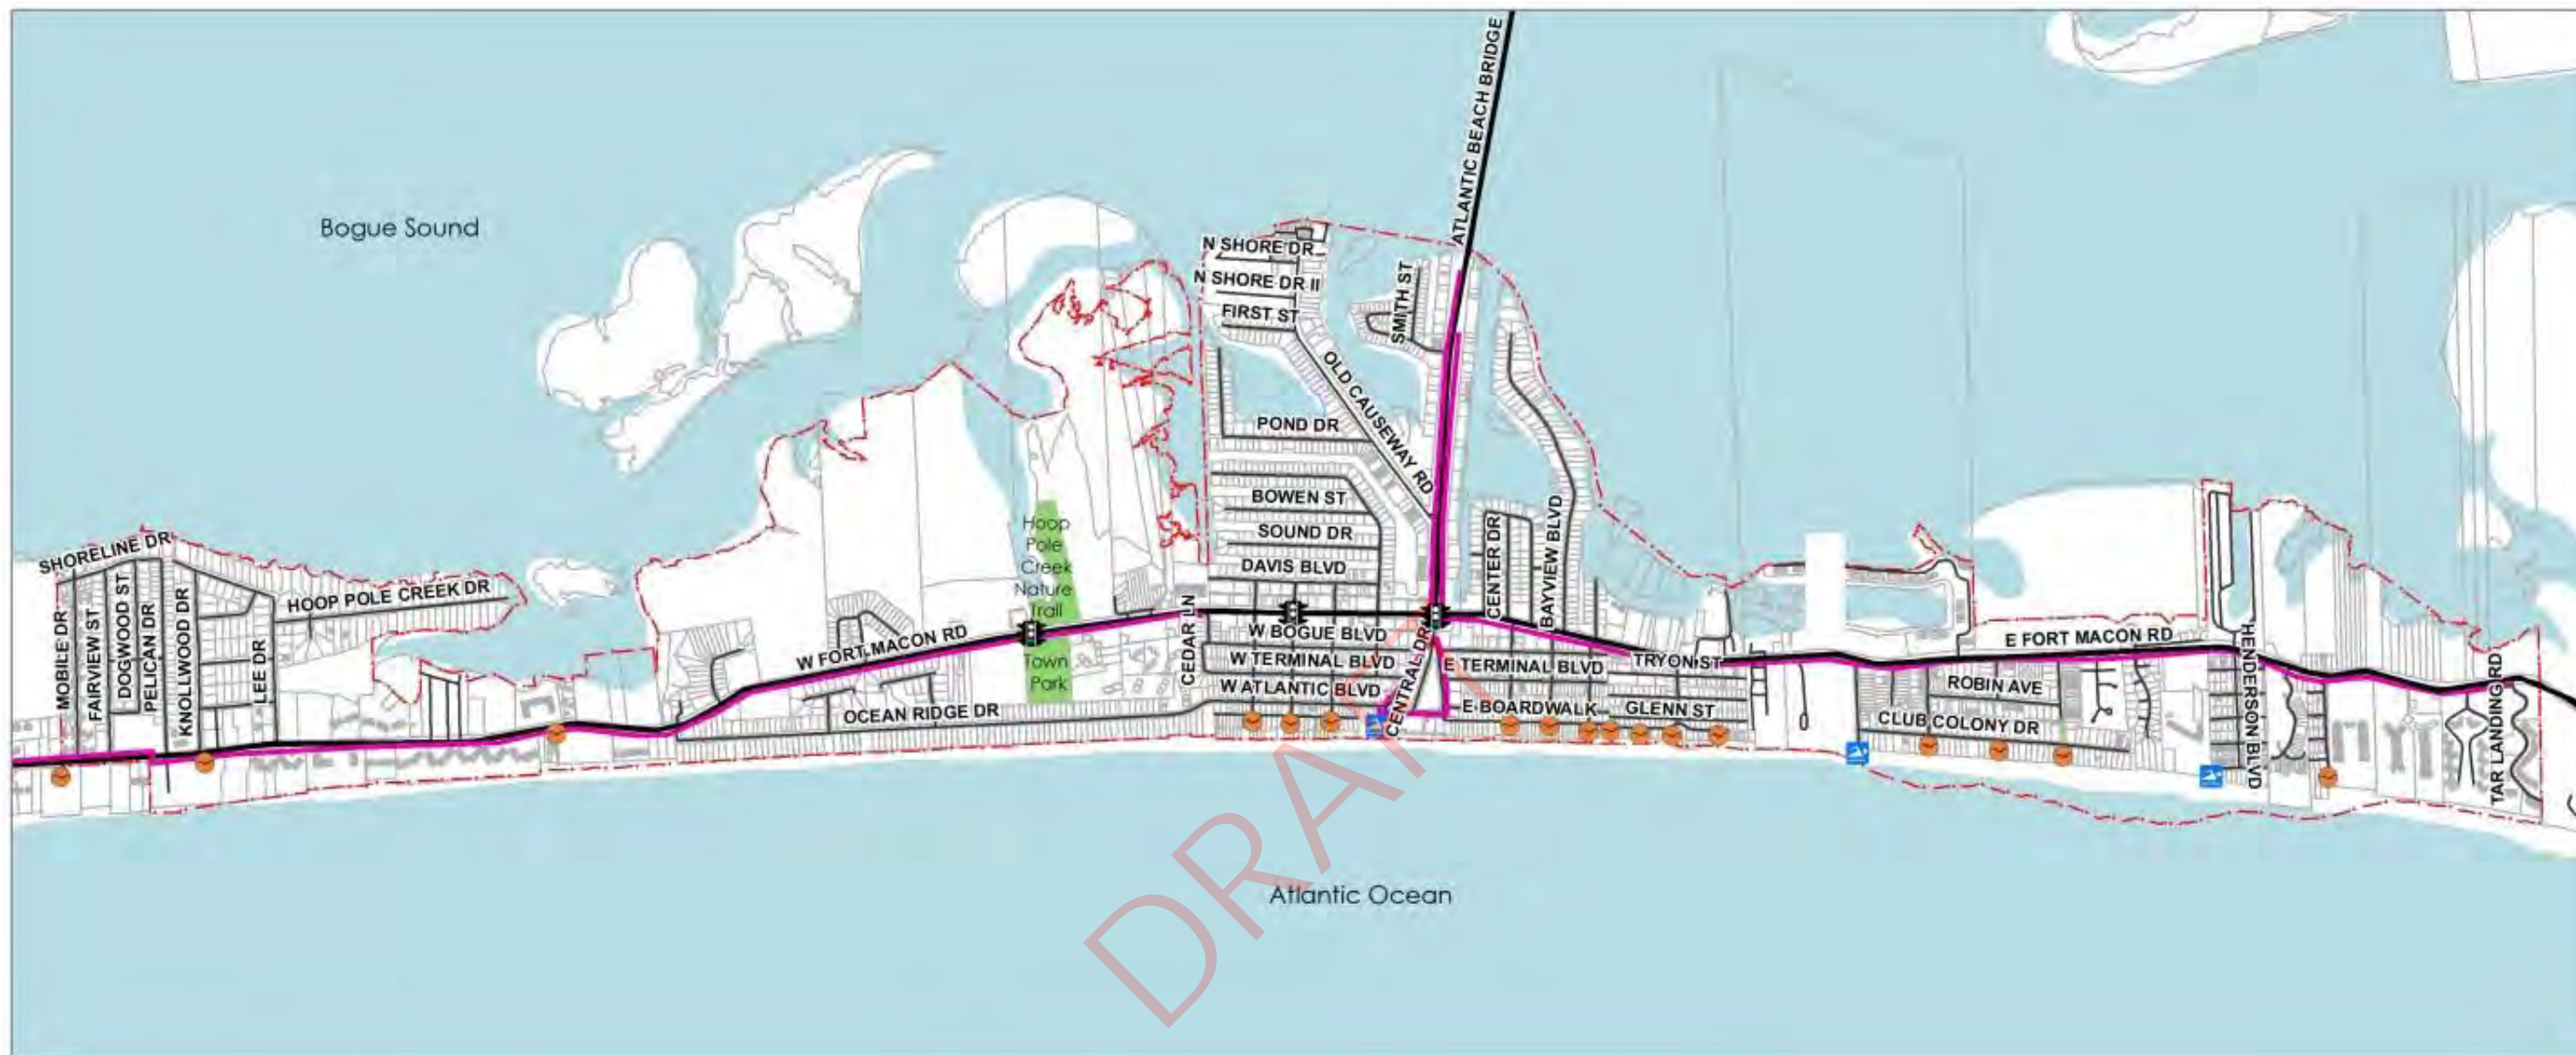 ATLANTIC BEACH BRIDGE
Bogue Sound
N SHORE DR
N SHORE DR II
FIRST ST
SMITH ST
OLD CAUSEWAY RD
POND DR
BOWEN ST
SOUND DR
DAVIS BLVD
CENTER DR
BAYVIEW BLVD
Hoop
Pole
Creek
Nature
Trail
Town
Park
SHORELINE DR
HOOP POLE CREEK DR
MOBILE DR
FAIRVIEW ST
DOGWOOD ST
PELICAN DR
KNOLLWOOD DR
LEE DR
W FORT MACON RD
OCEAN RIDGE DR
CEDAR LN
W BOGUE BLVD
W TERMINAL BLVD
W ATLANTIC BLVD
CENTRAL DR
CENTRAL DR
E TERMINAL BLVD
TRYON ST
E BOARDWALK
GLENN ST
E FORT MACON RD
ROBIN AVE
CLUB COLONY DR
HENDERSON BLVD
TAR LANDING RD
Atlantic Ocean
DRAFT